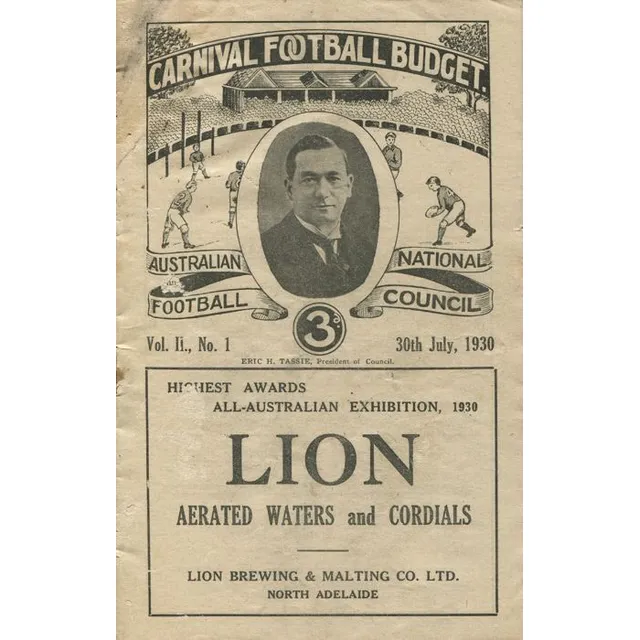 CARNIVAL FOOTBALL BUDGET.
AUSTRALIAN NATIONAL
FOOTBALL COUNCIL
3D
Vol. II., No. 1 30th July, 1930
ERIC H. TASSIE, President of Council.
HIGHEST AWARDS
ALL-AUSTRALIAN EXHIBITION, 1930
LION
AERATED WATERS and CORDIALS
LION BREWING & MALTING CO. LTD.
NORTH ADELAIDE